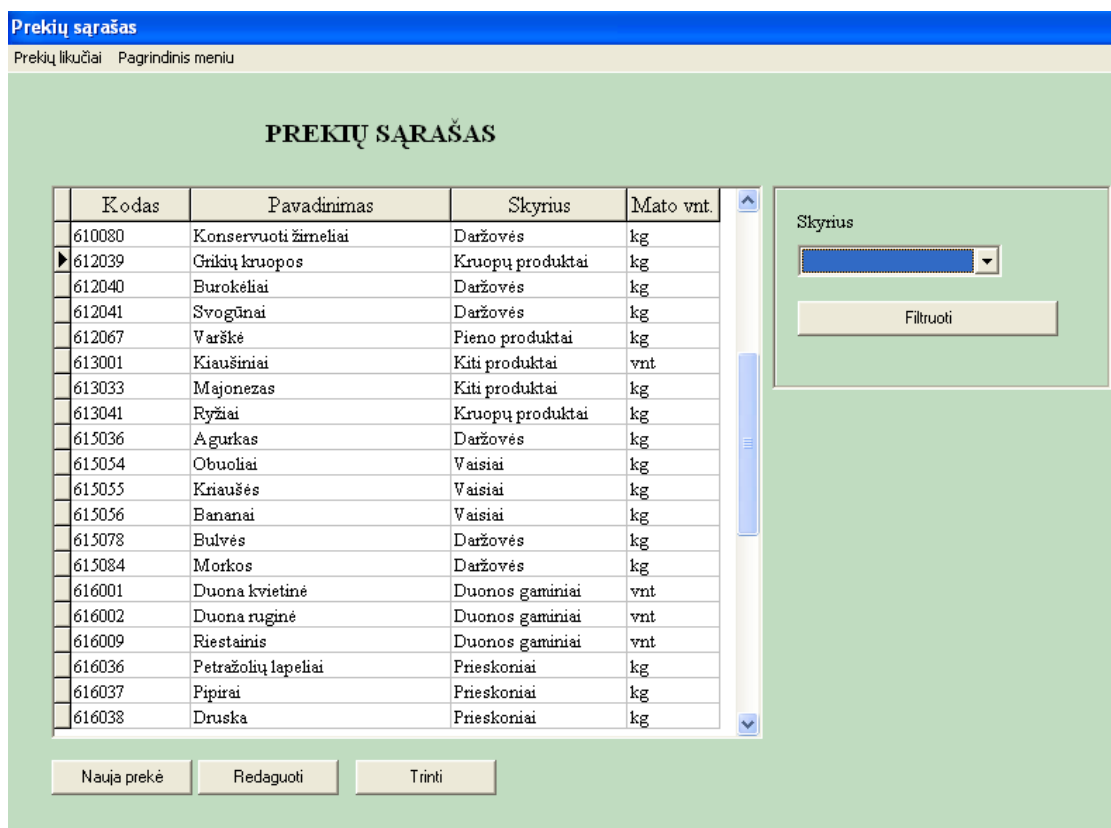 Prekių sąrašas
Prekių likučiai Pagrindinis meniu
PREKIŲ SĄRAŠAS
Kodas Pavadinimas Skyrius Mato vnt.
610080 Konservuoti žirneliai Daržovės kg
612039 Grikių kruopos Kruopų produktai kg
612040 Burokėliai Daržovės kg
612041 Svogūnai Daržovės kg
612067 Varškė Pieno produktai kg
613001 Kiaušiniai Kiti produktai vnt
613033 Majonezas Kiti produktai kg
613041 Ryžiai Kruopų produktai kg
615036 Agurkas Daržovės kg
615054 Obuoliai Vaisiai kg
615055 Kriaušės Vaisiai kg
615056 Bananai Vaisiai kg
615078 Bulvės Daržovės kg
615084 Morkos Daržovės kg
616001 Duona kvietinė Duonos gaminiai vnt
616002 Duona ruginė Duonos gaminiai vnt
616009 Riestainis Duonos gaminiai vnt
616036 Petražolių lapeliai Prieskoniai kg
616037 Pipirai Prieskoniai kg
616038 Druska Prieskoniai kg
Skyrius
Filtruoti
Nauja prekė Redaguoti Trinti